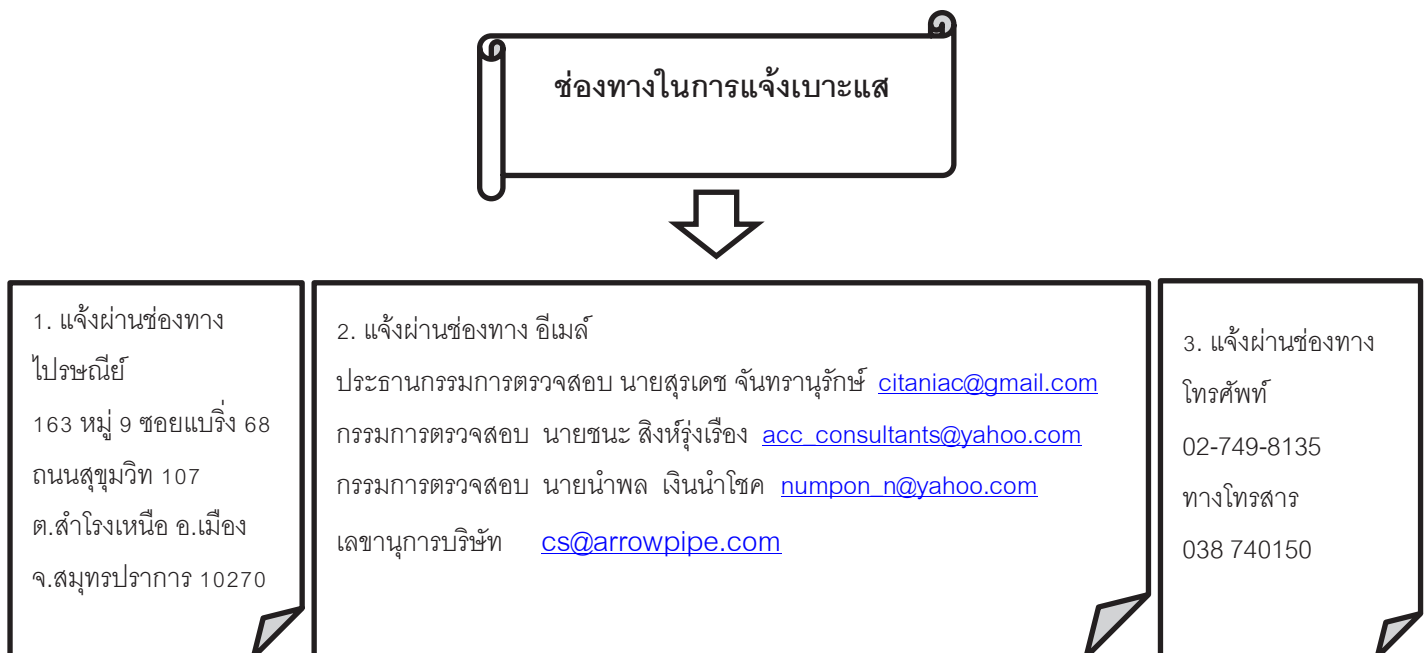 ช่องทางในการแจ้งเบาะแส
1. แจ้งผ่านช่องทาง
ไปรษณีย์
163 หมู่ 9 ซอยแบริ่ง 68
ถนนสุขุมวิท 107
ต.สำโรงเหนือ อ.เมือง
จ.สมุทรปราการ 10270
2. แจ้งผ่านช่องทาง อีเมล์
ประธานกรรมการตรวจสอบ นายสุรเดช จันทรานุรักษ์ citaniac@gmail.com
กรรมการตรวจสอบ นายชนะ สิงห์รุ่งเรือง acc_consultants@yahoo.com
กรรมการตรวจสอบ นายนำพล เงินนำโชค numpon_n@yahoo.com
เลขานุการบริษัท cs@arrowpipe.com
3. แจ้งผ่านช่องทาง
โทรศัพท์
02-749-8135
ทางโทรสาร
038 740150